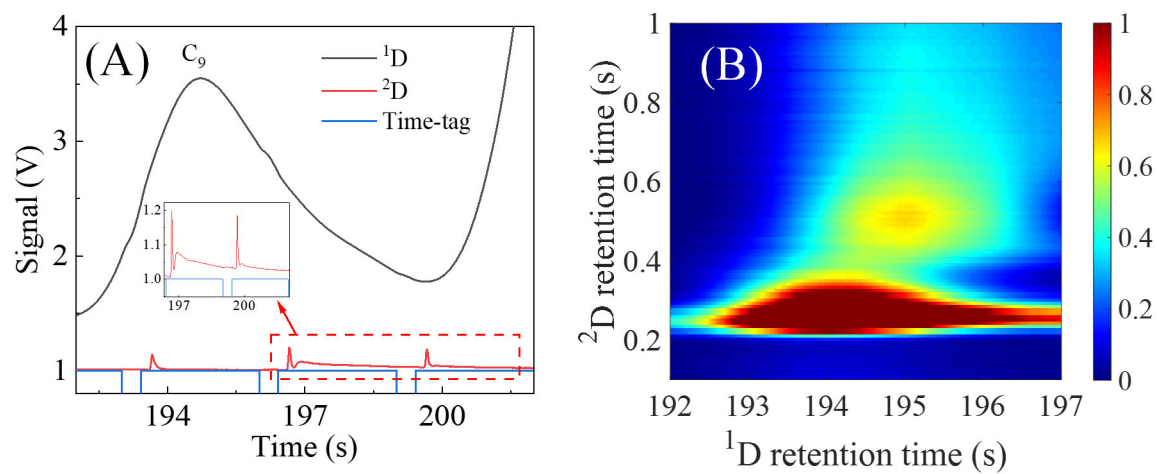 (A)
C₉
¹D
²D
Time-tag
Signal (V)
4
3
2
1
1.2
1.1
1.0
197
200
194
197
200
Time (s)
(B)
²D retention time (s)
1
0.8
0.6
0.4
0.2
192
193
194
195
196
197
¹D retention time (s)
1
0.8
0.6
0.4
0.2
0